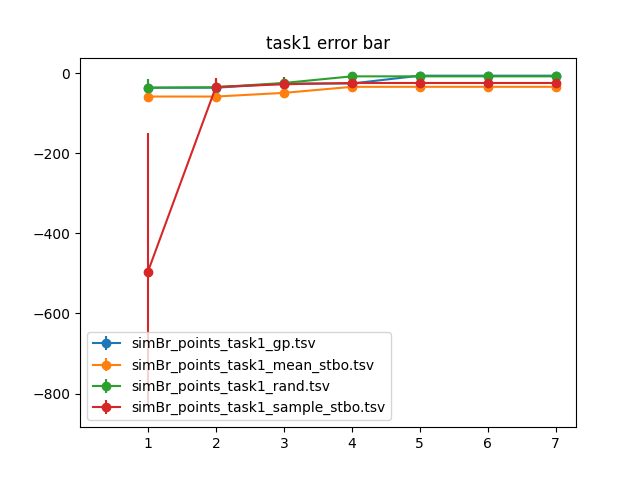 task1 error bar
0
−200
−400
−600
−800
simBr_points_task1_gp.tsv
simBr_points_task1_mean_stbo.tsv
simBr_points_task1_rand.tsv
simBr_points_task1_sample_stbo.tsv
1 2 3 4 5 6 7